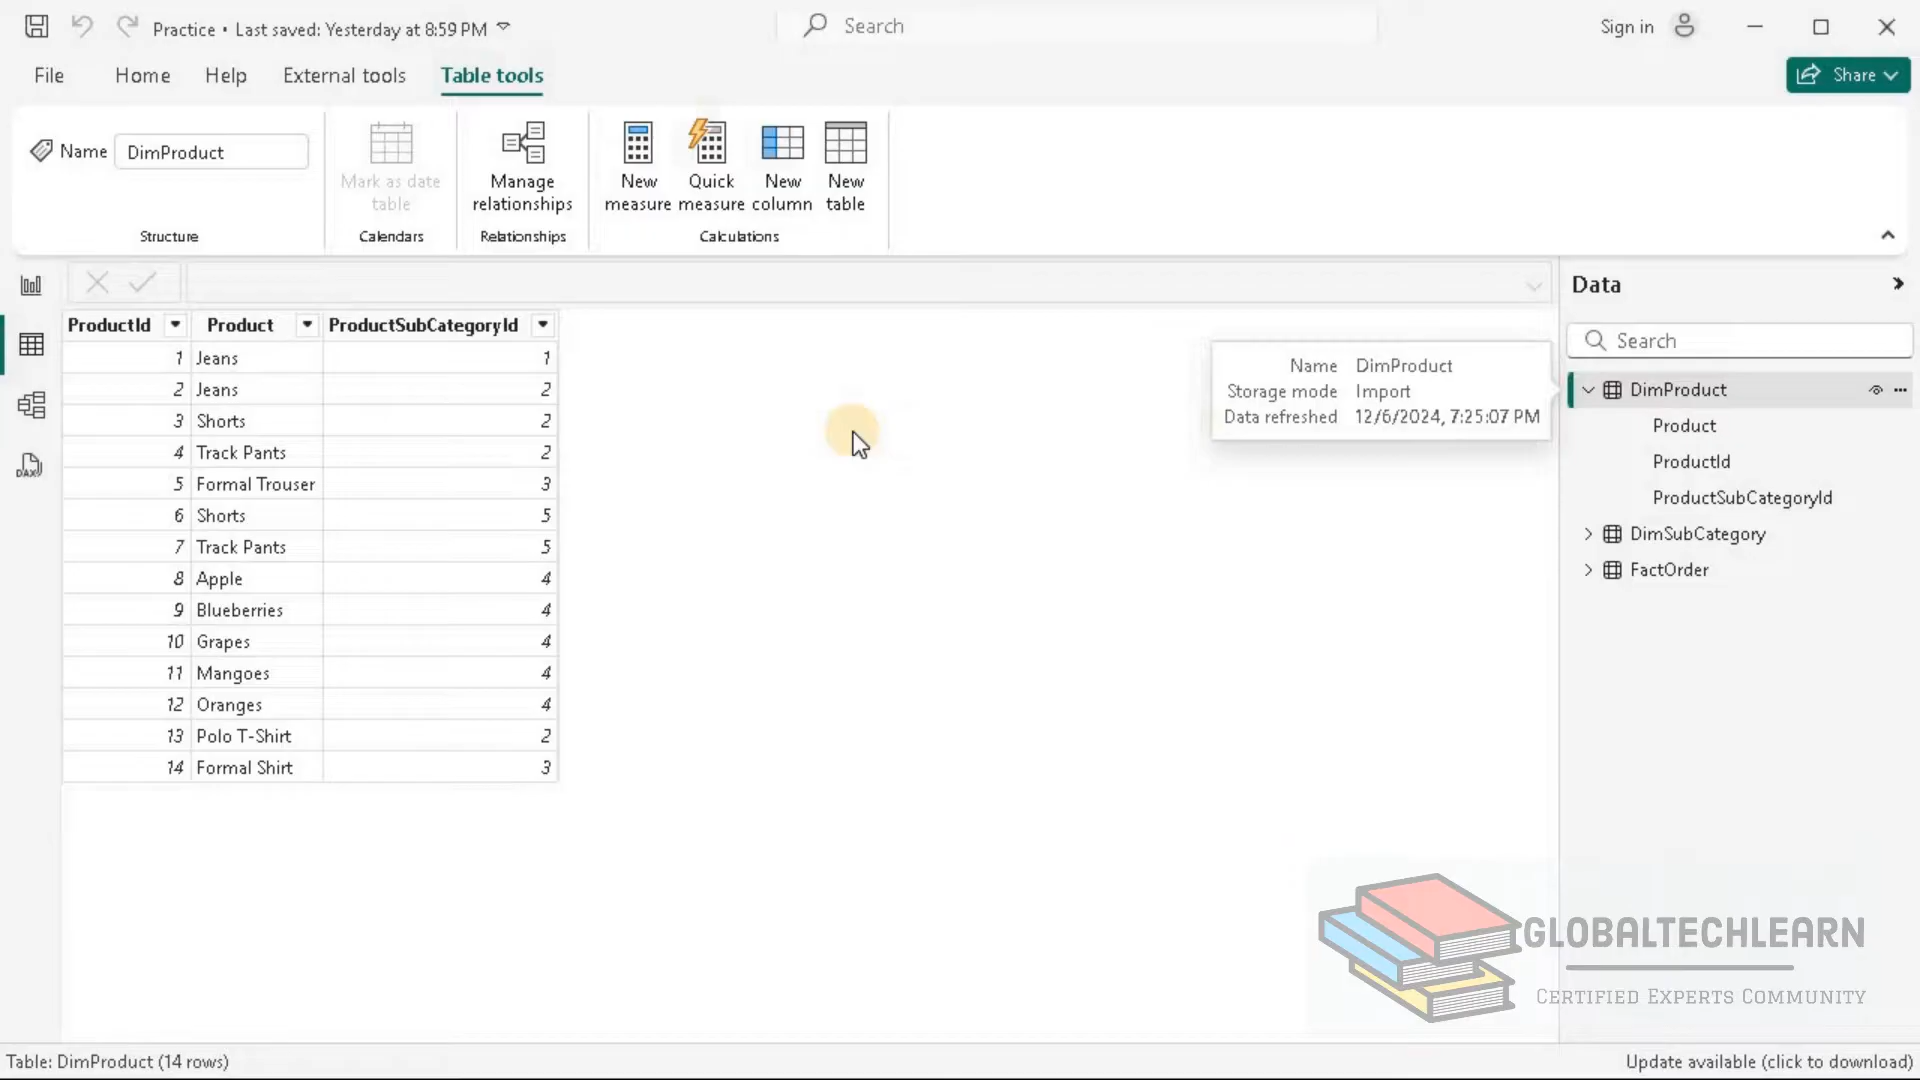 Practice • Last saved: Yesterday at 8:59 PM
Search
Sign in
File Home Help External tools Table tools
Share
Name DimProduct
Mark as date table
Manage relationships
New measure
Quick measure
New column
New table
Structure
Calendars
Relationships
Calculations
Data
ProductId Product ProductSubCategoryId
1 Jeans 1
2 Jeans 2
3 Shorts 2
4 Track Pants 2
5 Formal Trouser 3
6 Shorts 5
7 Track Pants 5
8 Apple 4
9 Blueberries 4
10 Grapes 4
11 Mangoes 4
12 Oranges 4
13 Polo T-Shirt 2
14 Formal Shirt 3
Name DimProduct
Storage mode Import
Data refreshed 12/6/2024, 7:25:07 PM
Search
DimProduct
Product
ProductId
ProductSubCategoryId
DimSubCategory
FactOrder
DAX
GLOBALTECHLEARN
CERTIFIED EXPERTS COMMUNITY
Table: DimProduct (14 rows)
Update available (click to download)